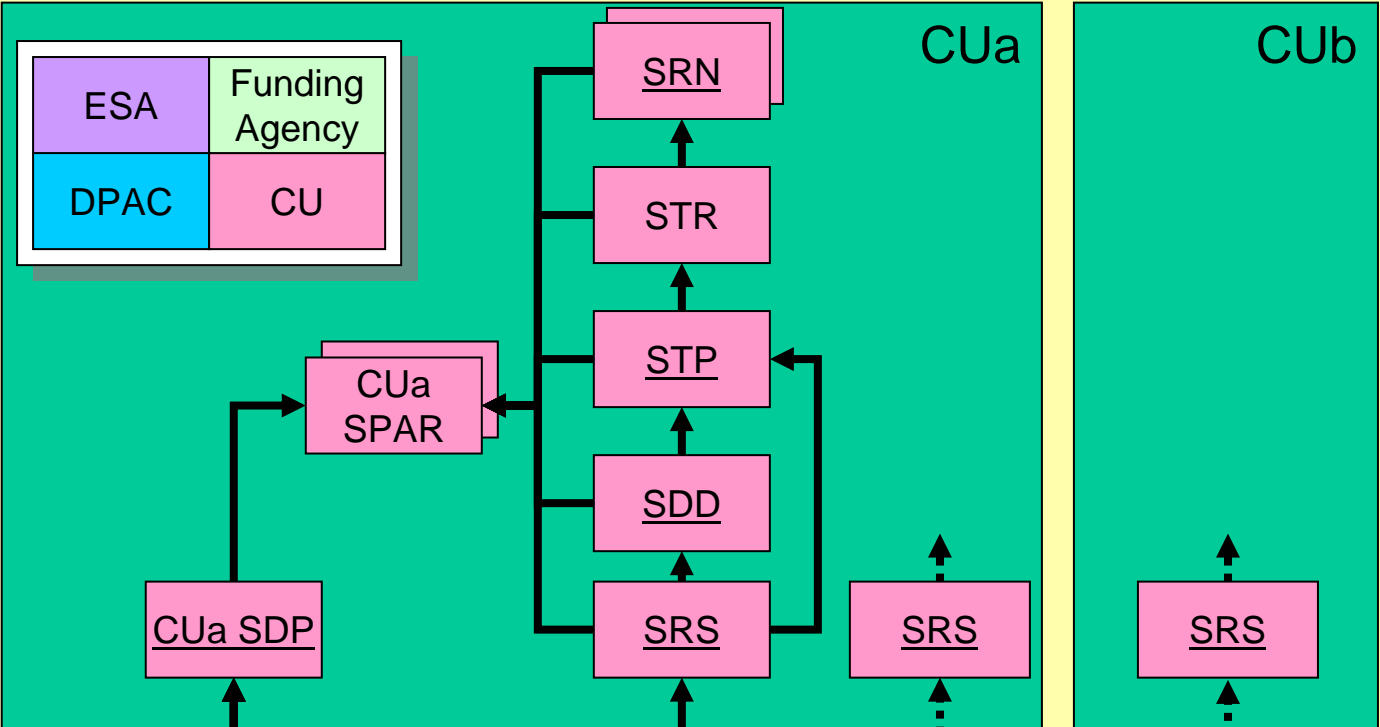 CUa
CUb
ESA
Funding
Agency
DPAC
CU
SRN
STR
STP
CUa
SPAR
SDD
CUa SDP
SRS
SRS
SRS